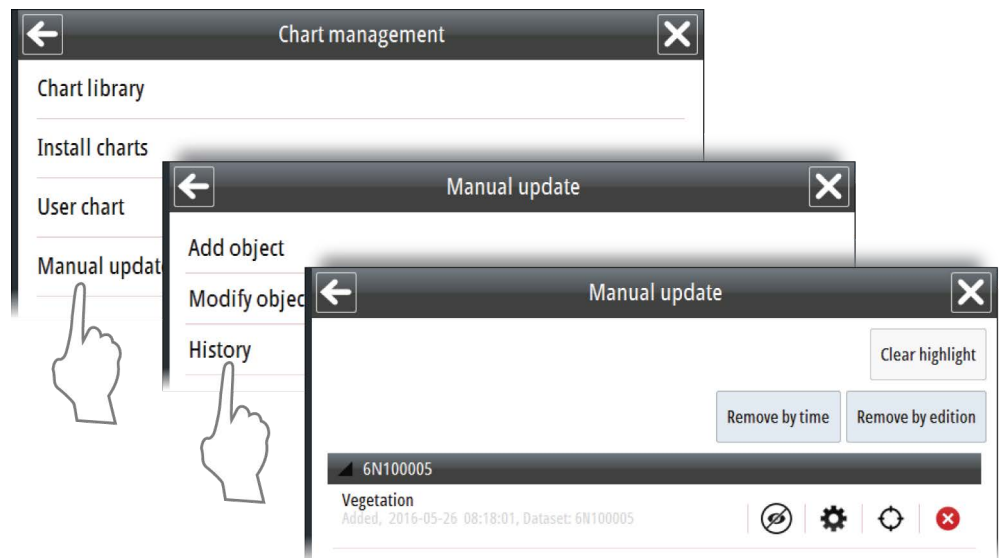 Chart management
Chart library
Install charts
User chart
Manual updat
Manual update
Add object
Modify objec
History
Manual update
Clear highlight
Remove by time Remove by edition
6N100005
Vegetation
Added, 2016-05-26 08:18:01, Dataset: 6N100005